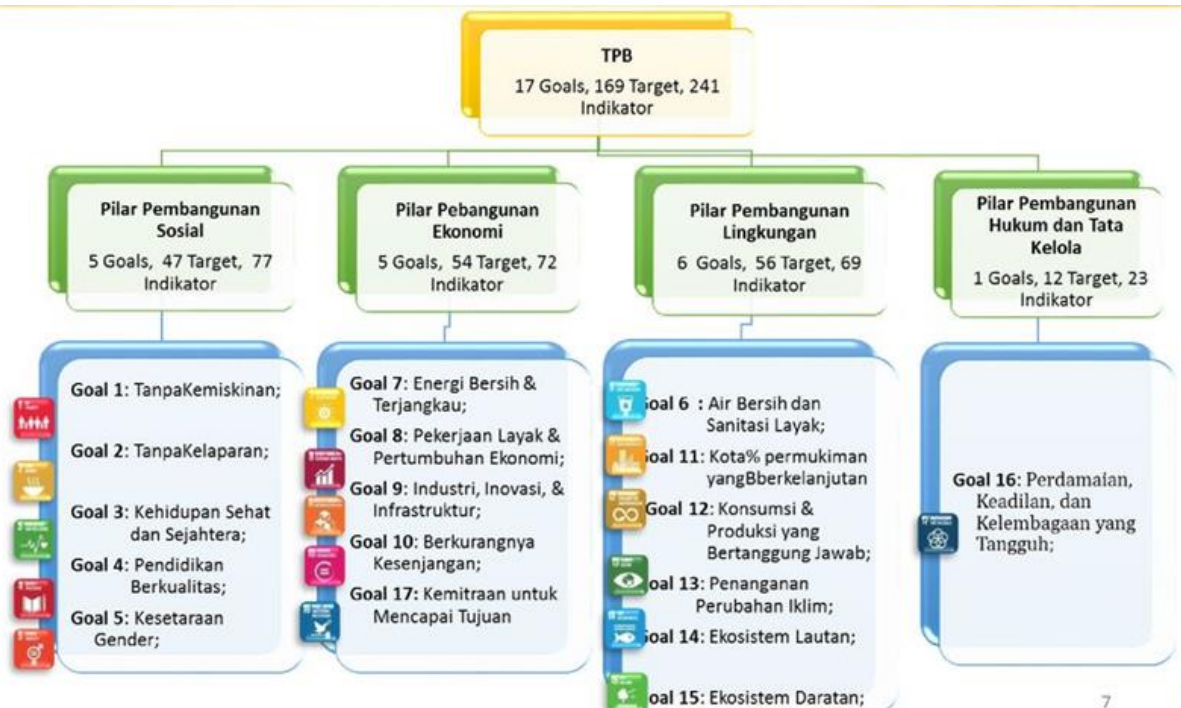 TPB
17 Goals, 169 Target, 241
Indikator
Pilar Pembangunan
Sosial
5 Goals, 47 Target, 77
Indikator
Pilar Pebangunan
Ekonomi
5 Goals, 54 Target, 72
Indikator
Pilar Pembangunan
Lingkungan
6 Goals, 56 Target, 69
Indikator
Pilar Pembangunan
Hukum dan Tata
Kelola
1 Goals, 12 Target, 23
Indikator
Goal 1: TanpaKemiskinan;
Goal 2: TanpaKelaparan;
Goal 3: Kehidupan Sehat
dan Sejahtera;
Goal 4: Pendidikan
Berkualitas;
Goal 5: Kesetaraan
Gender;
Goal 7: Energi Bersih &
Terjangkau;
Goal 8: Pekerjaan Layak &
Pertumbuhan Ekonomi;
Goal 9: Industri, Inovasi, &
Infrastruktur;
Goal 10: Berkurangnya
Kesenjangan;
Goal 17: Kemitraan untuk
Mencapai Tujuan
Goal 6 : Air Bersih dan
Sanitasi Layak;
Goal 11: Kota% permukiman
yangBberkelanjutan
Goal 12: Konsumsi &
Produksi yang
Bertanggung Jawab;
oal 13: Penanganan
Perubahan Iklim;
Goal 14: Ekosistem Lautan;
oal 15: Ekosistem Daratan;
Goal 16: Perdamaian,
Keadilan, dan
Kelembagaan yang
Tangguh;
7